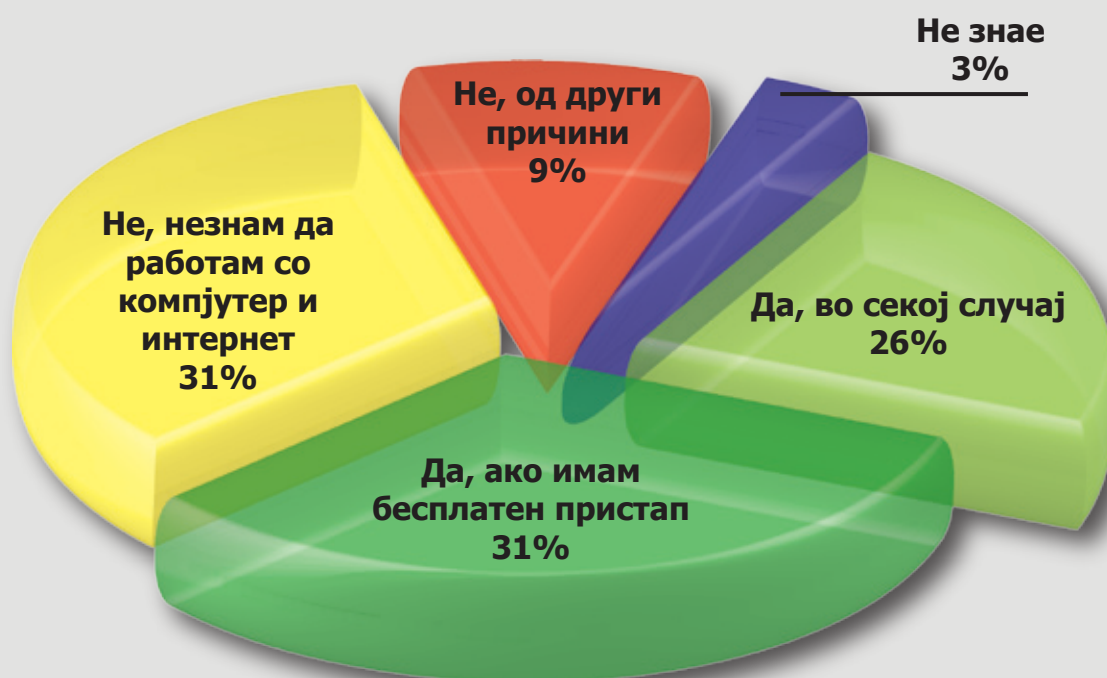 Не знае
3%
Не, од други
причини
9%
Не, незнам да
работам со
компјутер и
интернет
31%
Да, во секој случај
26%
Да, ако имам
бесплатен пристап
31%